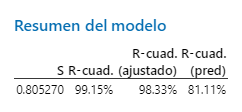 Resumen del modelo
R-cuad. R-cuad.
S R-cuad. (ajustado) (pred)
0.805270 99.15% 98.33% 81.11%